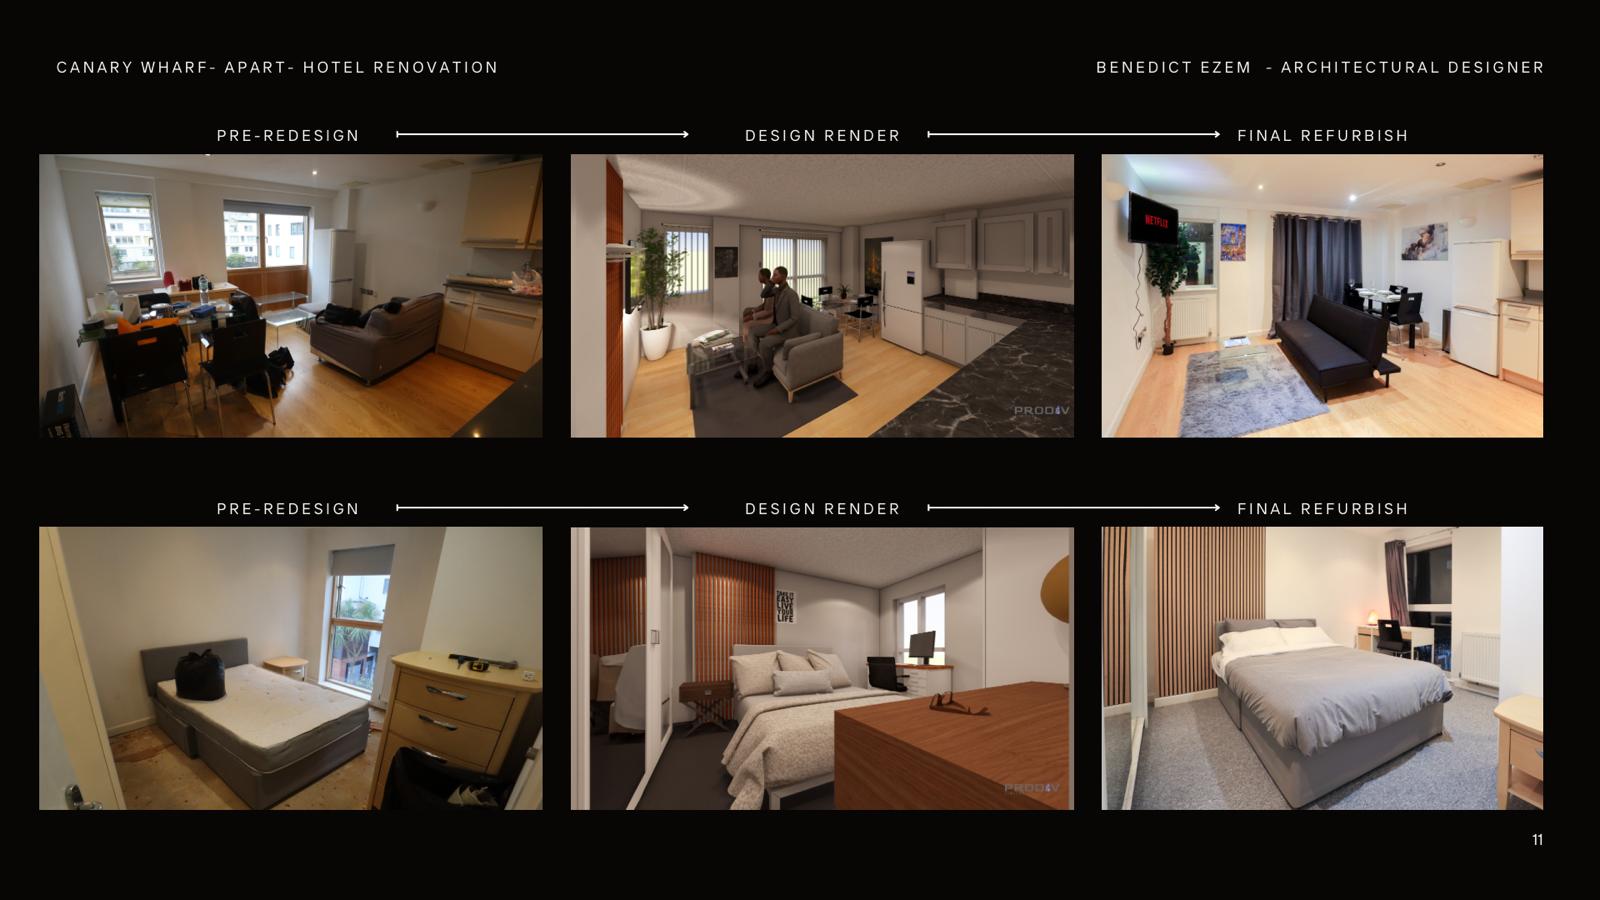 CANARY WHARF- APART- HOTEL RENOVATION
BENEDICT EZEM - ARCHITECTURAL DESIGNER
PRE-REDESIGN
DESIGN RENDER
FINAL REFURBISH
NETFLIX
PRODIV
PRE-REDESIGN
DESIGN RENDER
FINAL REFURBISH
TAKE IT
EASY
LIVE
YOUR
LIFE
PRODIV
11